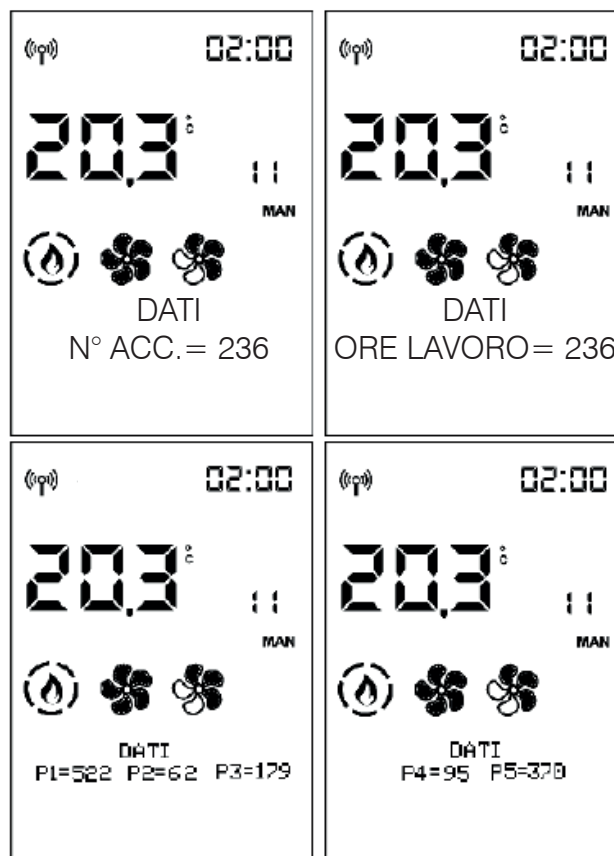 02:00
20.3 °C
11
MAN
DATI
N° ACC.= 236
02:00
20.3 °C
11
MAN
DATI
ORE LAVORO= 236
02:00
20.3 °C
11
MAN
DATI
P1=522 P2=62 P3=179
02:00
20.3 °C
11
MAN
DATI
P4=95 P5=370